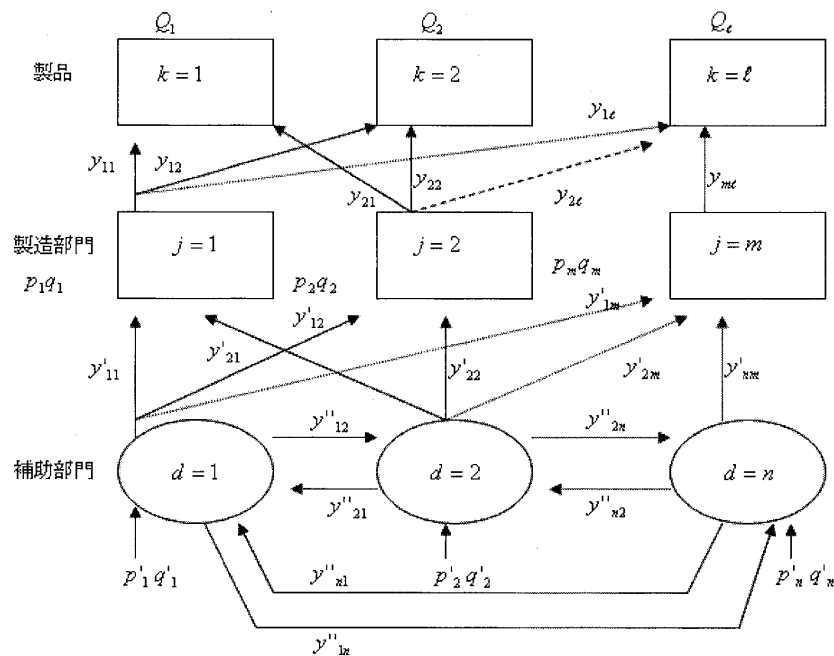 Q₁ Q₂ Qℓ
製品 k = 1 k = 2 k = ℓ
y₁ℓ
y₁₁ y₁₂ y₂₁ y₂₂ y₂ℓ yₘℓ
製造部門 j = 1 j = 2 j = m
p₁q₁ p₂q₂ pₘqₘ
y'₁₂ y'₁ₘ
y'₁₁ y'₂₁ y'₂₂ y'₂ₘ y'ₙₘ
y''₁₂ y''₂ₙ
補助部門 d = 1 d = 2 d = n
y''₂₁ y''ₙ₂
p'₁q'₁ y''ₙ₁ p'₂q'₂ p'ₙq'ₙ
y''₁ₙ